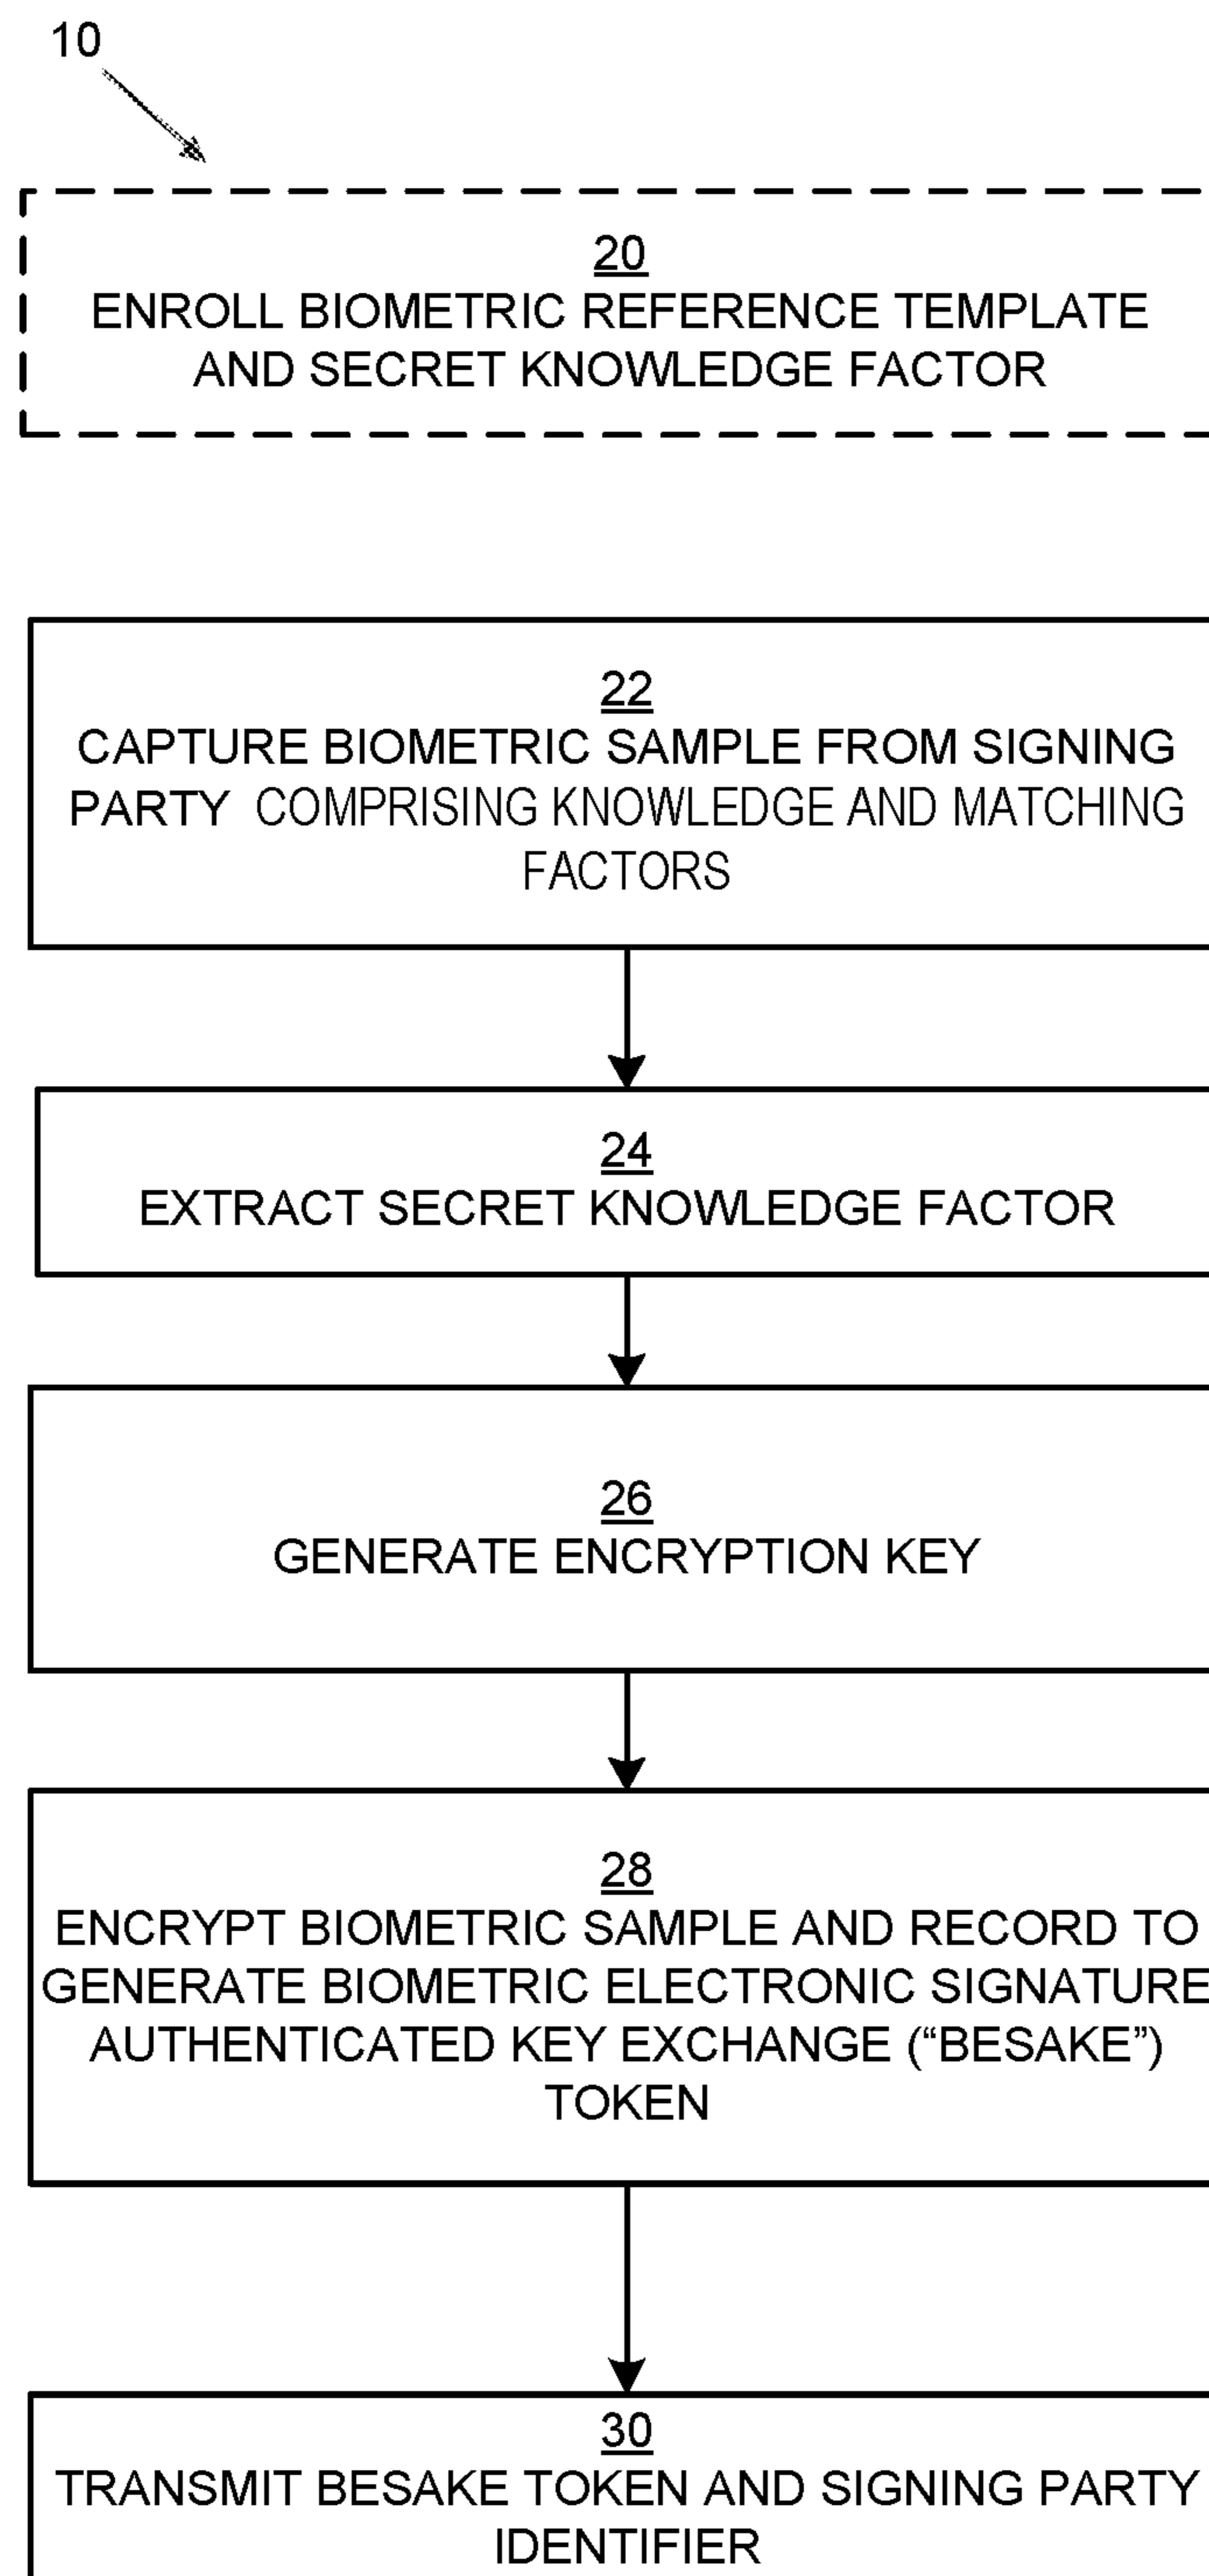 10
20
ENROLL BIOMETRIC REFERENCE TEMPLATE
AND SECRET KNOWLEDGE FACTOR
22
CAPTURE BIOMETRIC SAMPLE FROM SIGNING
PARTY COMPRISING KNOWLEDGE AND MATCHING
FACTORS
24
EXTRACT SECRET KNOWLEDGE FACTOR
26
GENERATE ENCRYPTION KEY
28
ENCRYPT BIOMETRIC SAMPLE AND RECORD TO
GENERATE BIOMETRIC ELECTRONIC SIGNATURE
AUTHENTICATED KEY EXCHANGE (“BESAKE”)
TOKEN
30
TRANSMIT BESAKE TOKEN AND SIGNING PARTY
IDENTIFIER